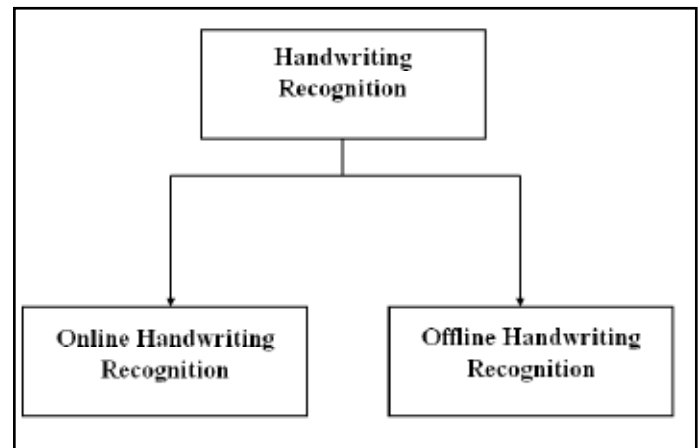 Handwriting
Recognition
Online Handwriting
Recognition
Offline Handwriting
Recognition